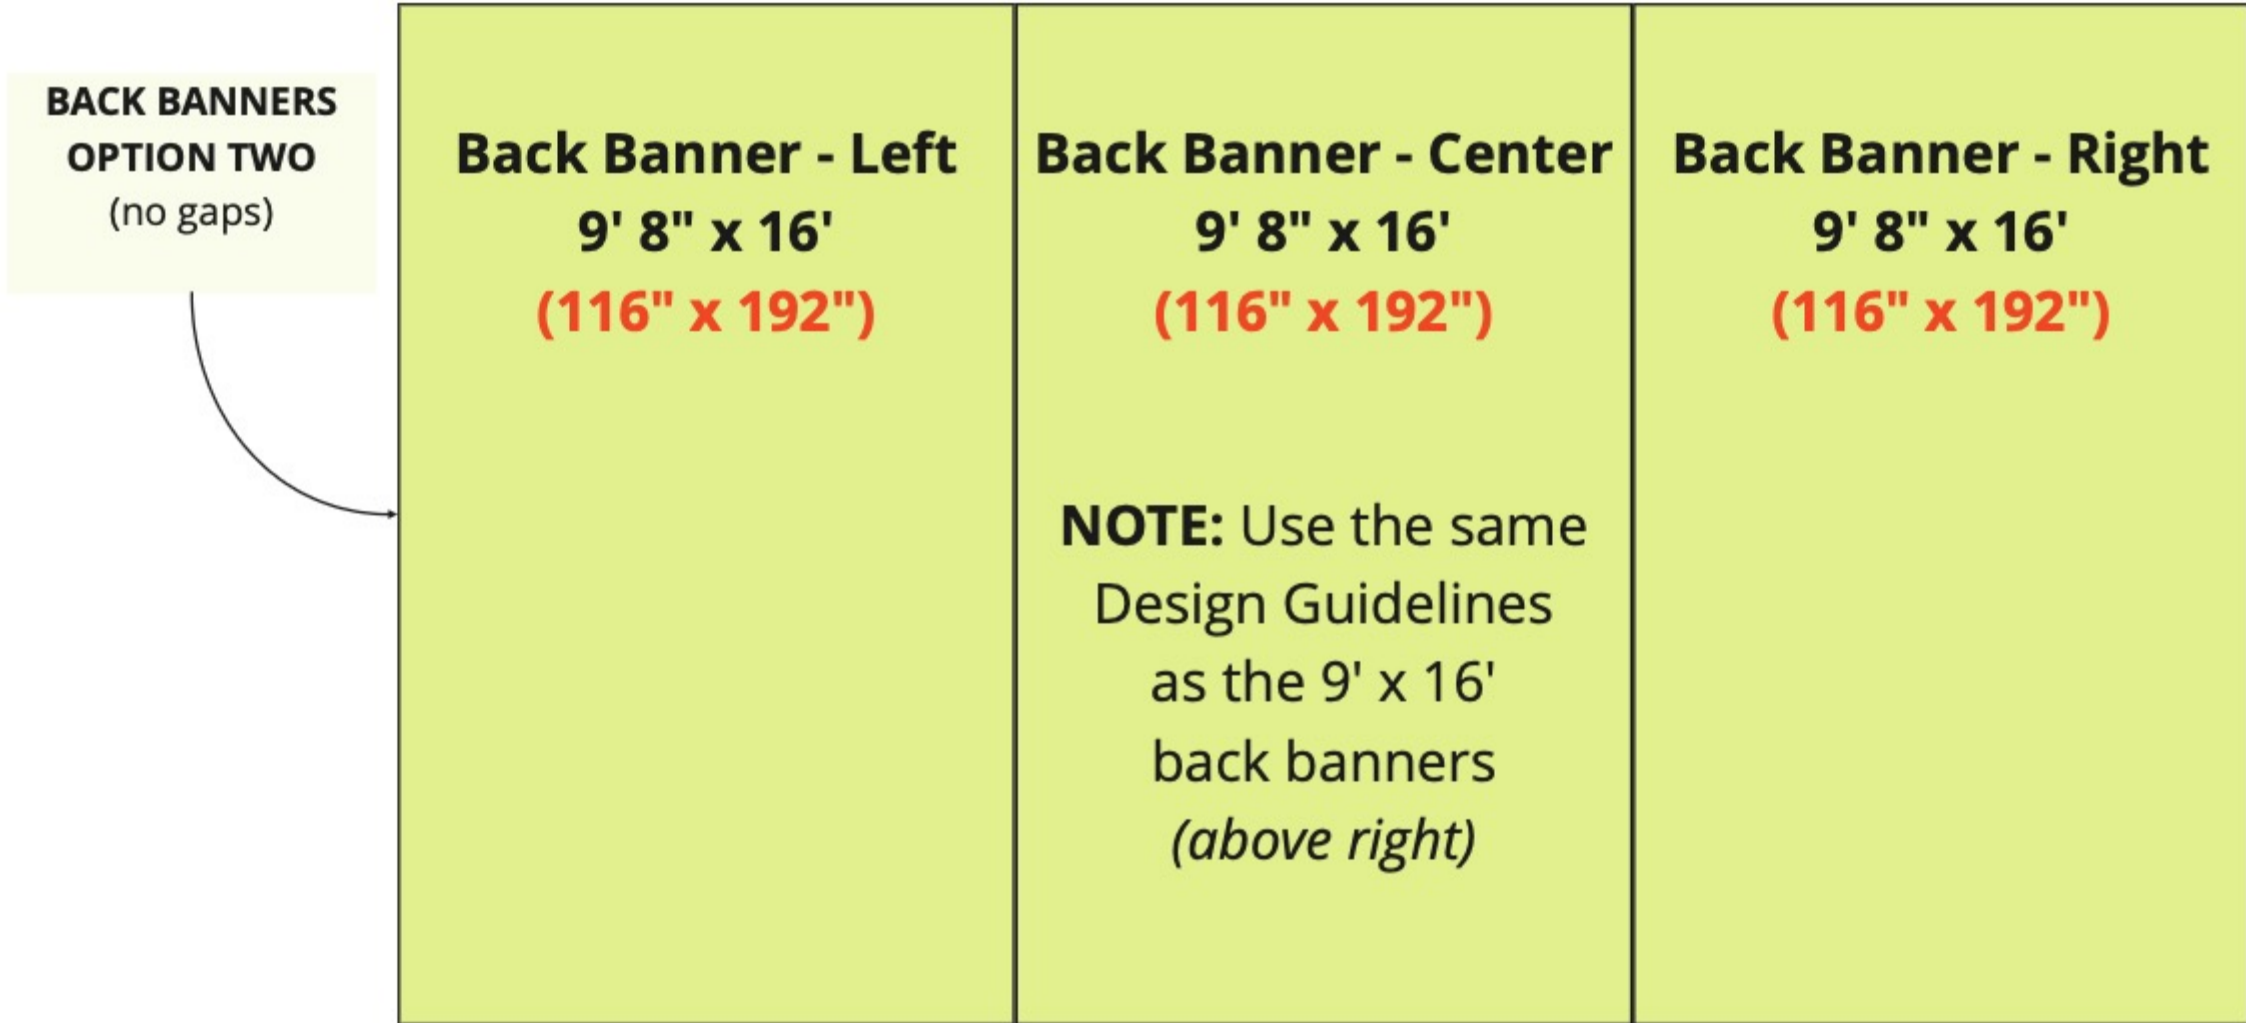 BACK BANNERS
OPTION TWO
(no gaps)
Back Banner - Left
9' 8" x 16'
(116" x 192")
Back Banner - Center
9' 8" x 16'
(116" x 192")
NOTE: Use the same
Design Guidelines
as the 9' x 16'
back banners
(above right)
Back Banner - Right
9' 8" x 16'
(116" x 192")